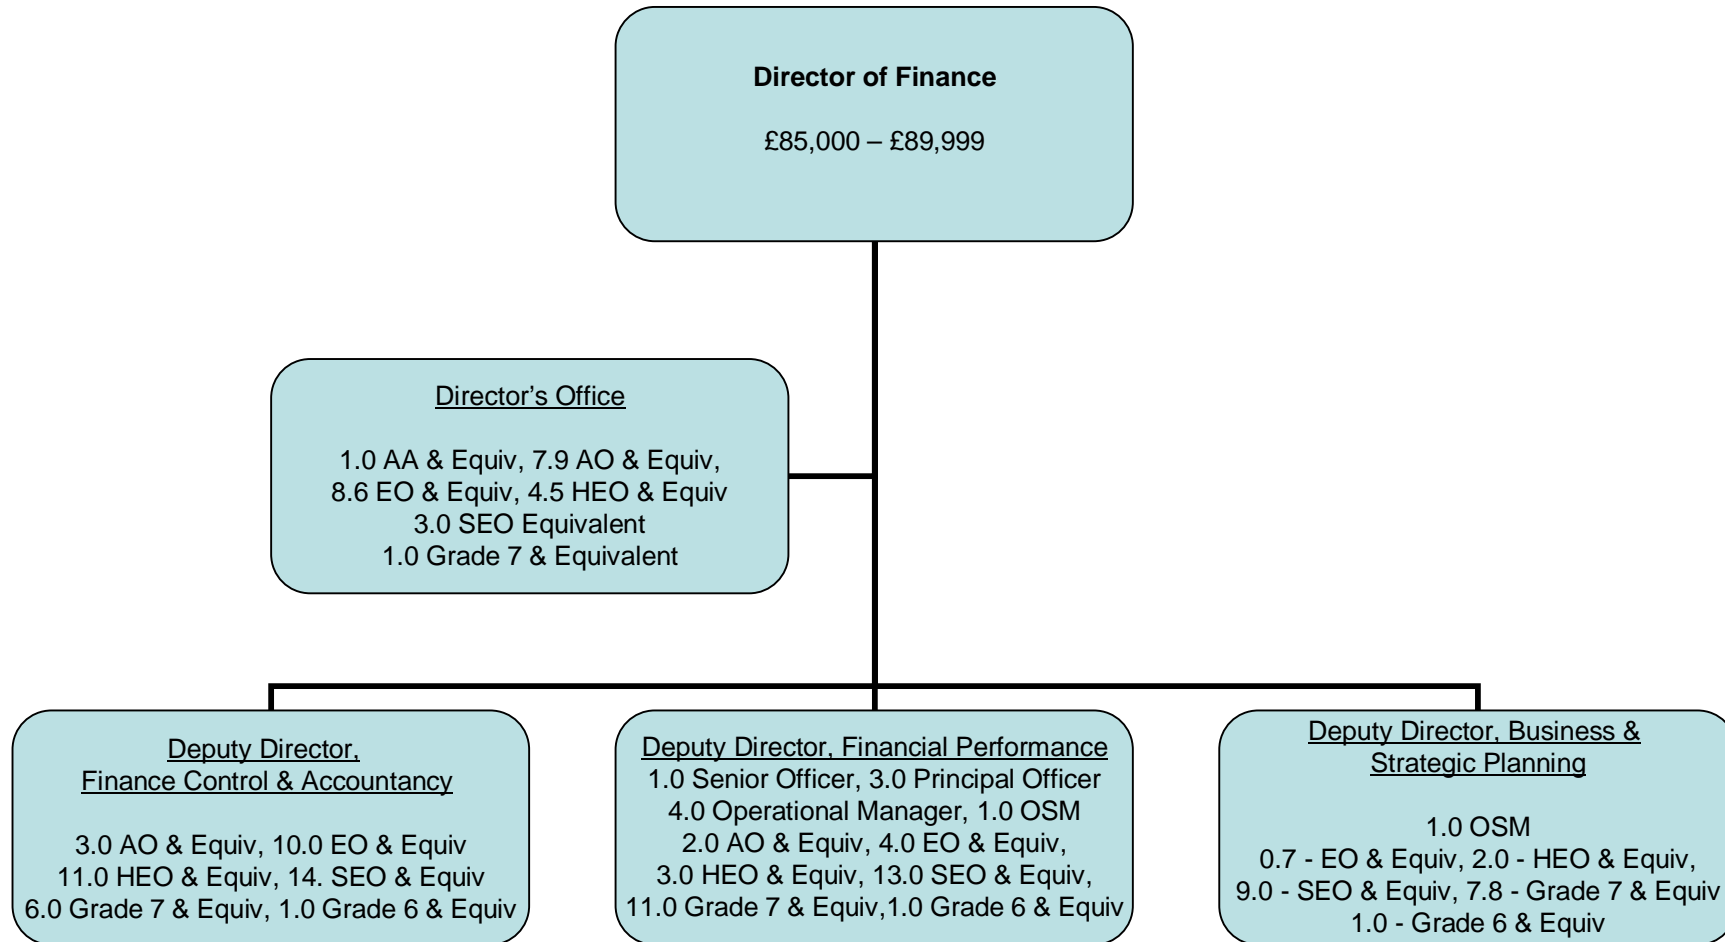 Director of Finance
£85,000 – £89,999
Director’s Office
1.0 AA & Equiv, 7.9 AO & Equiv,
8.6 EO & Equiv, 4.5 HEO & Equiv
3.0 SEO Equivalent
1.0 Grade 7 & Equivalent
Deputy Director,
Finance Control & Accountancy
3.0 AO & Equiv, 10.0 EO & Equiv
11.0 HEO & Equiv, 14. SEO & Equiv
6.0 Grade 7 & Equiv, 1.0 Grade 6 & Equiv
Deputy Director, Financial Performance
1.0 Senior Officer, 3.0 Principal Officer
4.0 Operational Manager, 1.0 OSM
2.0 AO & Equiv, 4.0 EO & Equiv,
3.0 HEO & Equiv, 13.0 SEO & Equiv,
11.0 Grade 7 & Equiv,1.0 Grade 6 & Equiv
Deputy Director, Business &
Strategic Planning
1.0 OSM
0.7 - EO & Equiv, 2.0 - HEO & Equiv,
9.0 - SEO & Equiv, 7.8 - Grade 7 & Equiv
1.0 - Grade 6 & Equiv